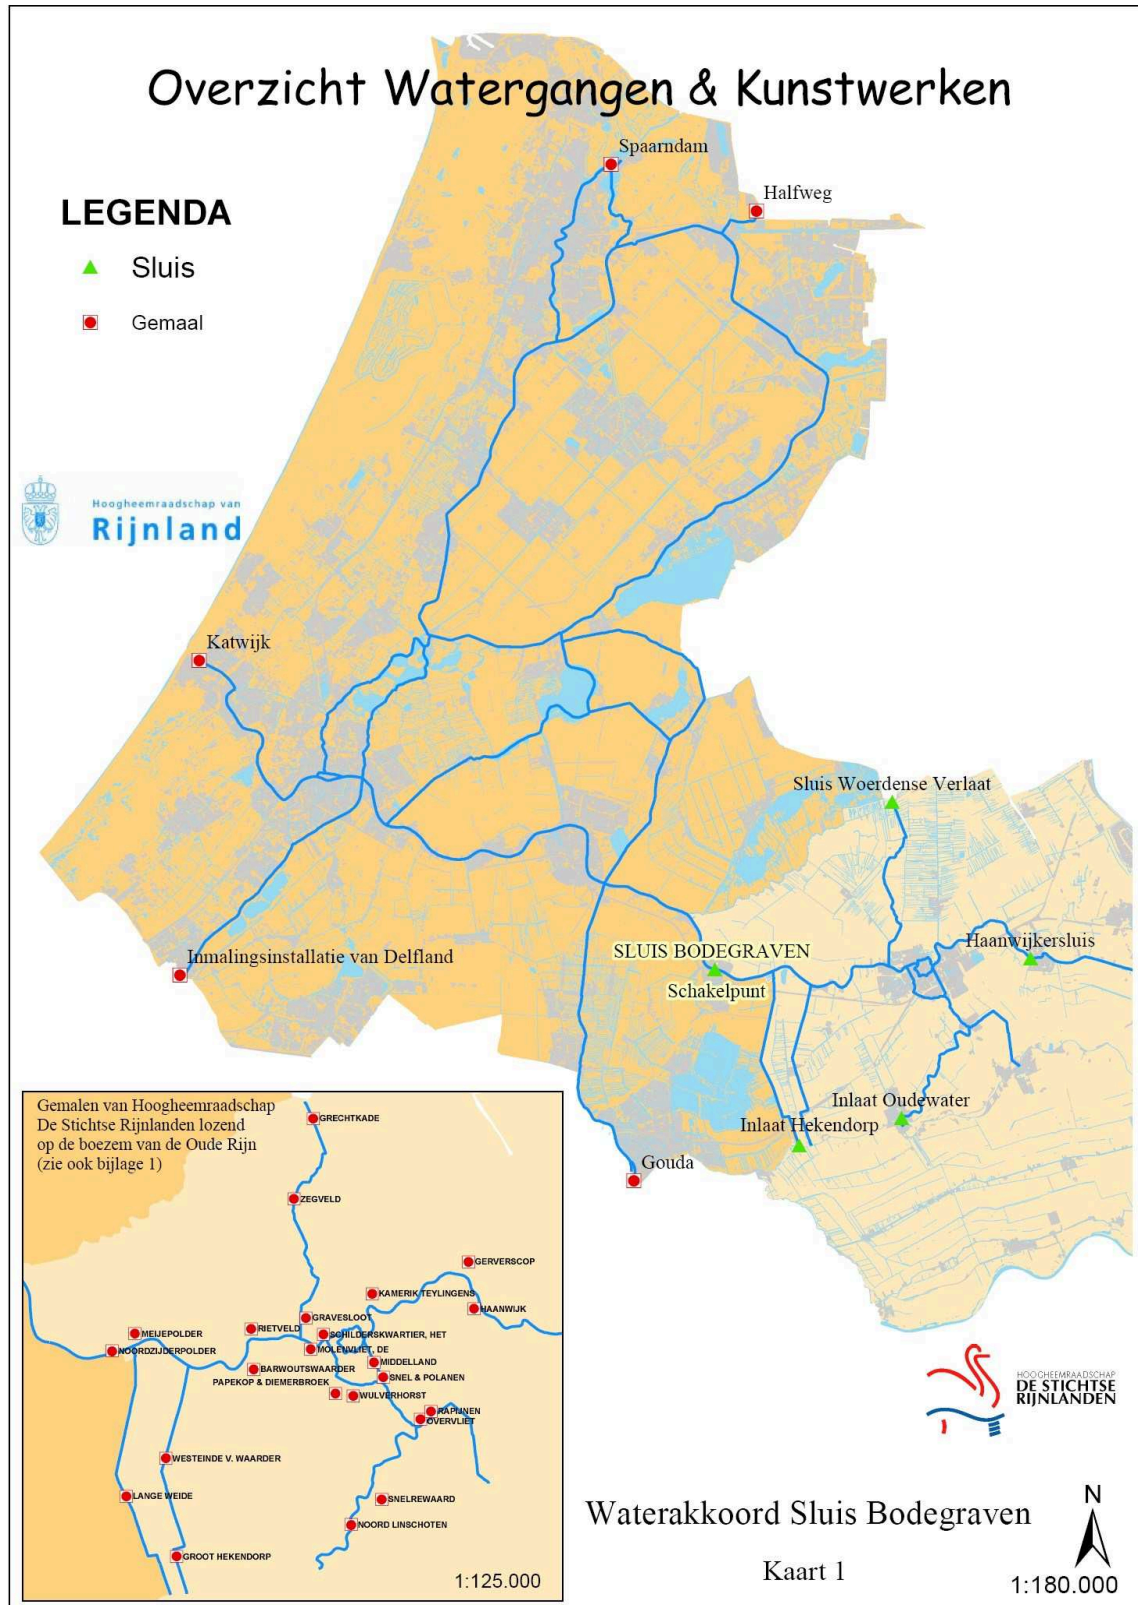 Overzicht Watergangen & Kunstwerken
Spaarndam
Halfweg
LEGENDA
Sluis
Gemaal
Hoogheemraadschap van
Rijnland
Katwijk
Sluis Woerdense Verlaat
Haanwijkersluis
SLUIS BODEGRAVEN
Schakelpunt
Inmalingsinstallatie van Delfland
Inlaat Oudewater
Inlaat Hekendorp
Gouda
Gemalen van Hoogheemraadschap
De Stichtse Rijnlanden lozend
op de boezem van de Oude Rijn
(zie ook bijlage 1)
GRECHTKADE
ZEGVELD
GERVERSCOP
KAMERIK TEYLINGENS
HAANWIJK
GRAVESLOOT
RIETVELD
SCHILDERSKWARTIER, HET
MEIJEPOLDER
NOORDZIJDERPOLDER
MOLENVLIET, DE
MIDDELLAND
BARWOUTSWAARDER
SNEL & POLANEN
PAPEKOP & DIEMERBROEK
WULVERHORST
RAPIJNEN
OVERVLIET
WESTEINDE V. WAARDER
LANGE WEIDE
SNELREWAARD
NOORD LINSCHOTEN
GROOT HEKENDORP
1:125.000
HOOGHEEMRAADSCHAP
DE STICHTSE
RIJNLANDEN
Waterakkoord Sluis Bodegraven
Kaart 1
N
1:180.000